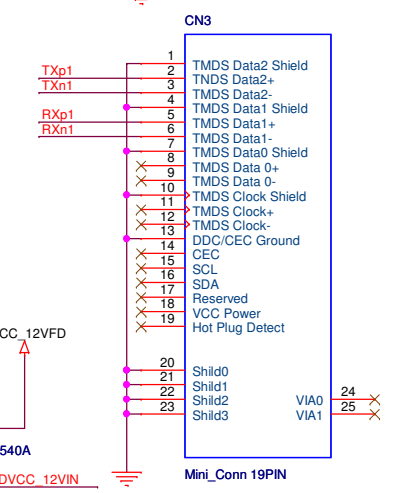 CN3
1 TMDS Data2 Shield
TXp1 2 TNDS Data2+
TXn1 3 TMDS Data2-
4 TMDS Data1 Shield
RXp1 5 TMDS Data1+
RXn1 6 TMDS Data1-
7 TMDS Data0 Shield
8 TMDS Data 0+
9 TMDS Data 0-
10 TMDS Clock Shield
11 TMDS Clock+
12 TMDS Clock-
13 DDC/CEC Ground
14 CEC
15 SCL
16 SDA
17 Reserved
18 VCC Power
19 Hot Plug Detect
CC_12VFD
20 Shild0
21 Shild1
22 Shild2 VIA0 24
23 Shild3 VIA1 25
540A
DVCC_12VIN
Mini_Conn 19PIN